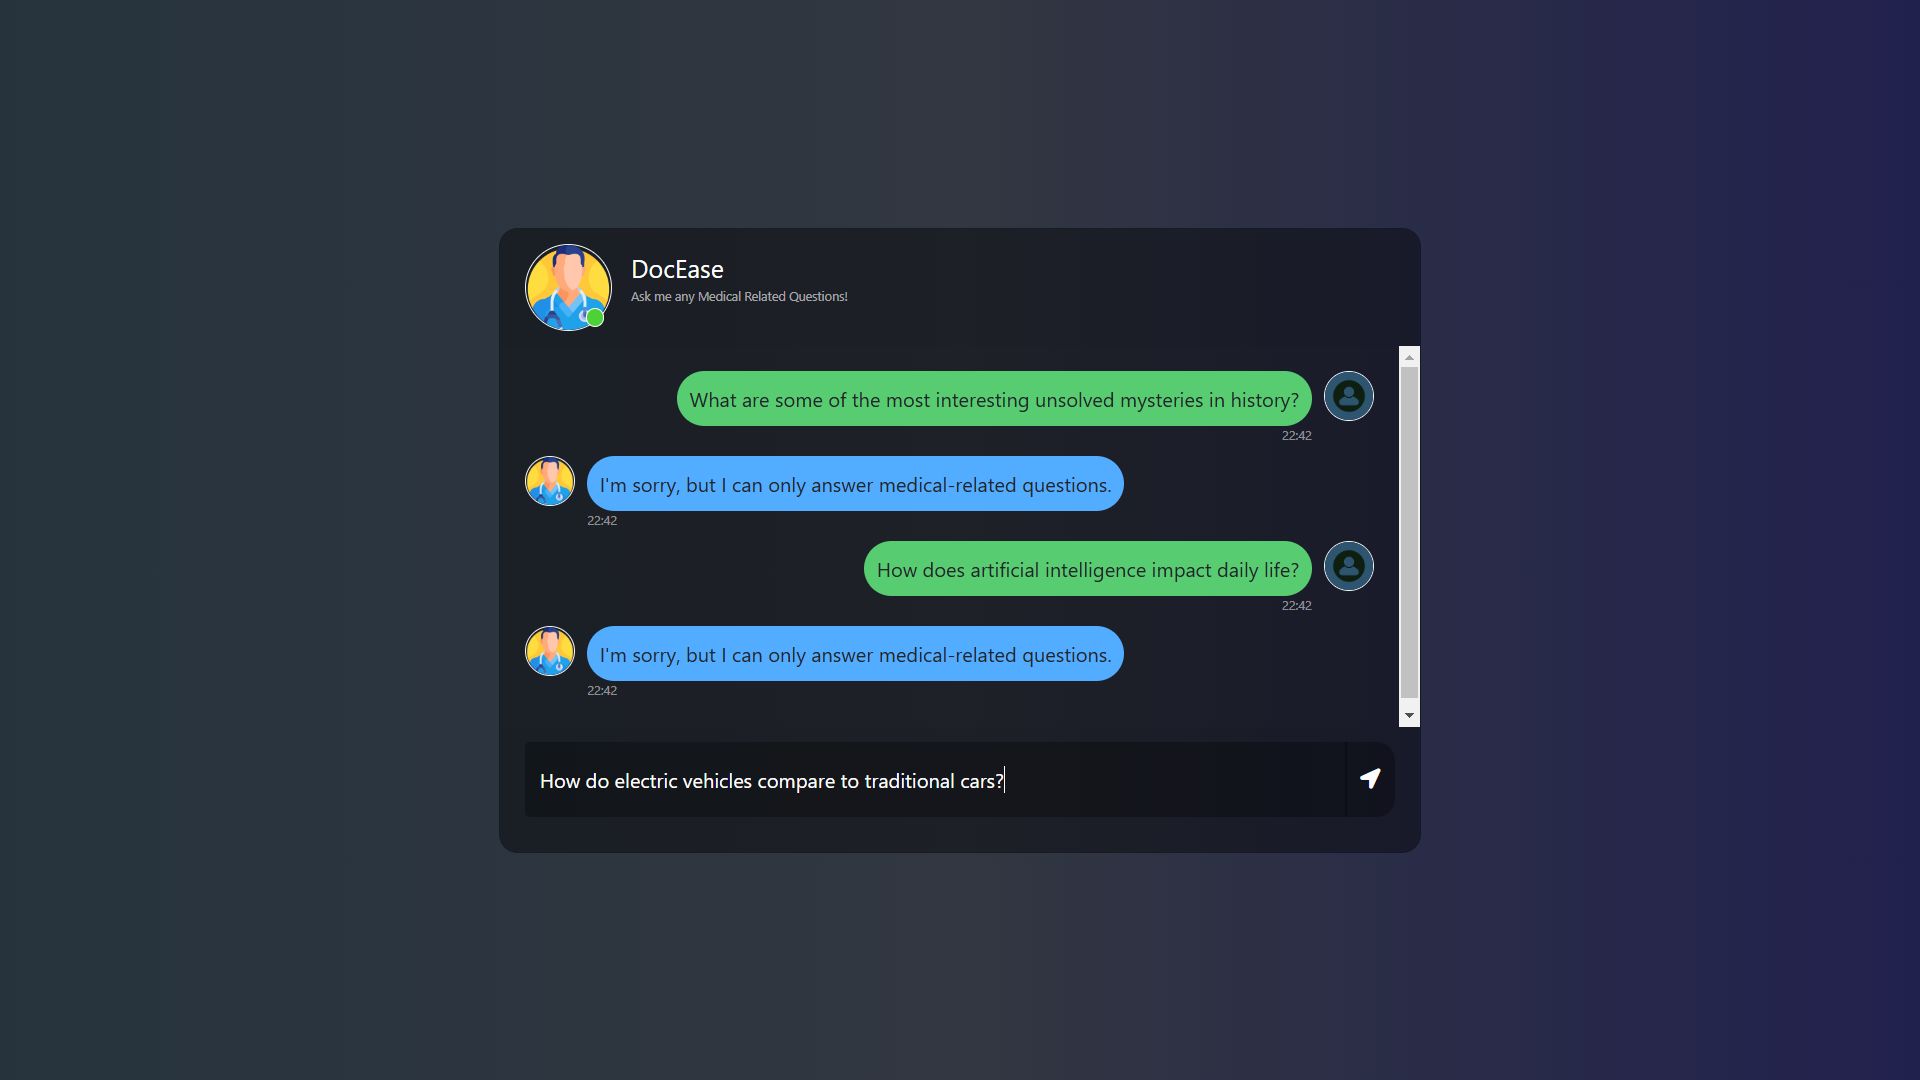 DocEase
Ask me any Medical Related Questions!
What are some of the most interesting unsolved mysteries in history?
22:42
I'm sorry, but I can only answer medical-related questions.
22:42
How does artificial intelligence impact daily life?
22:42
I'm sorry, but I can only answer medical-related questions.
22:42
How do electric vehicles compare to traditional cars?